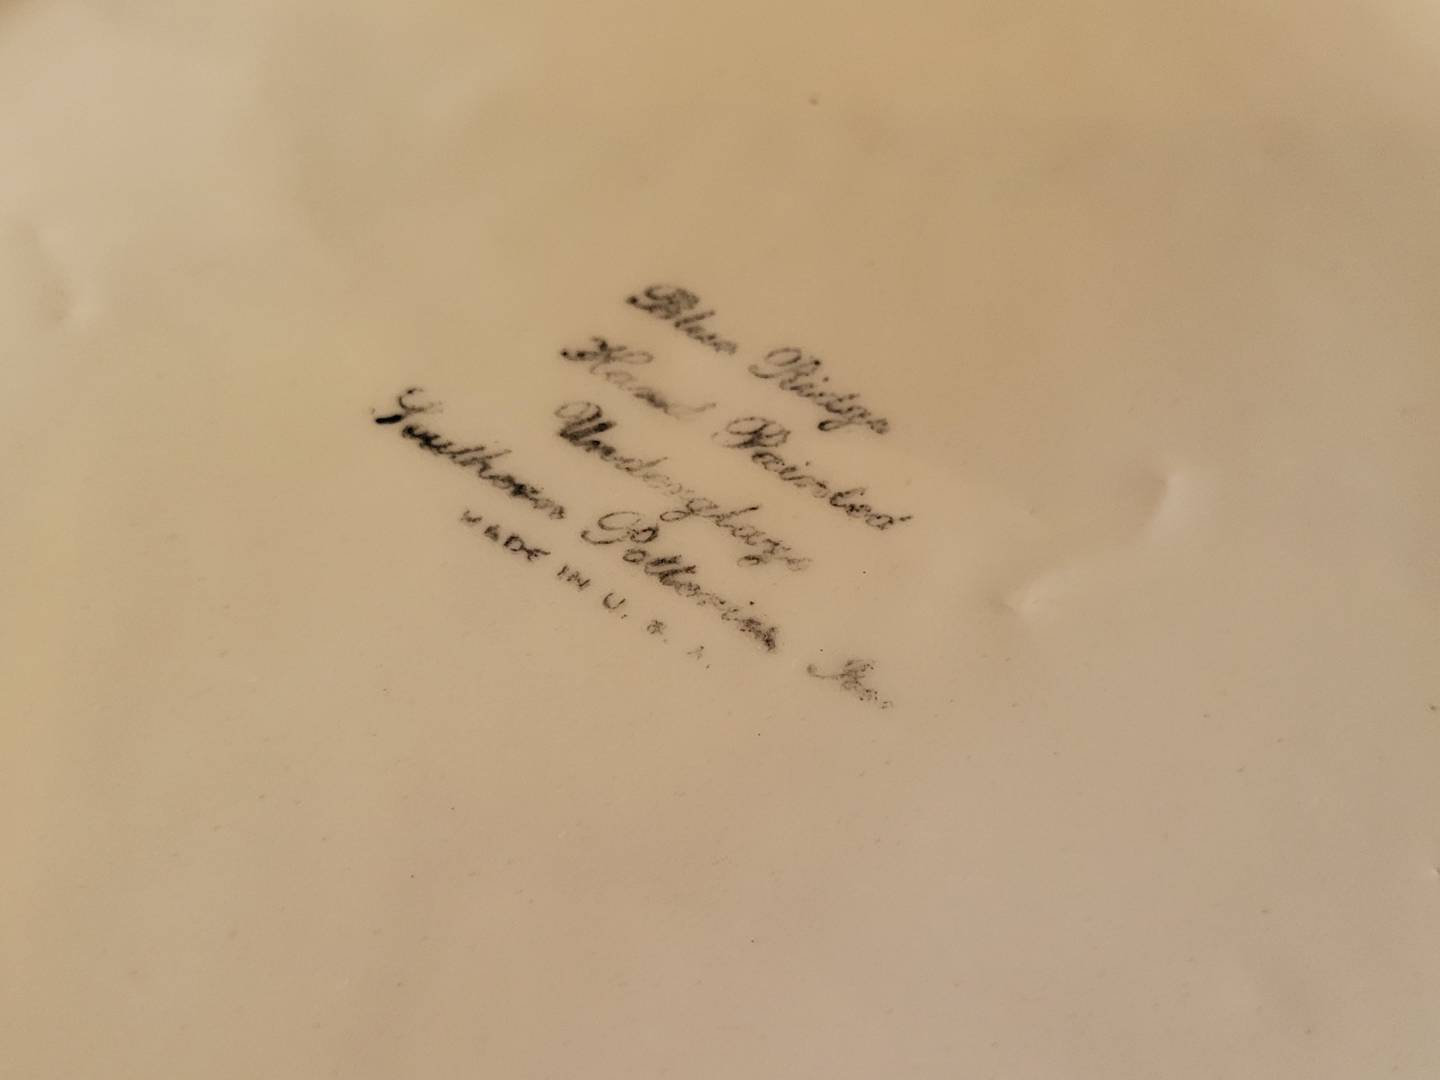 Blue Ridge
Hand Painted
Underglaze
Southern Potteries Inc.
MADE IN U.S.A.